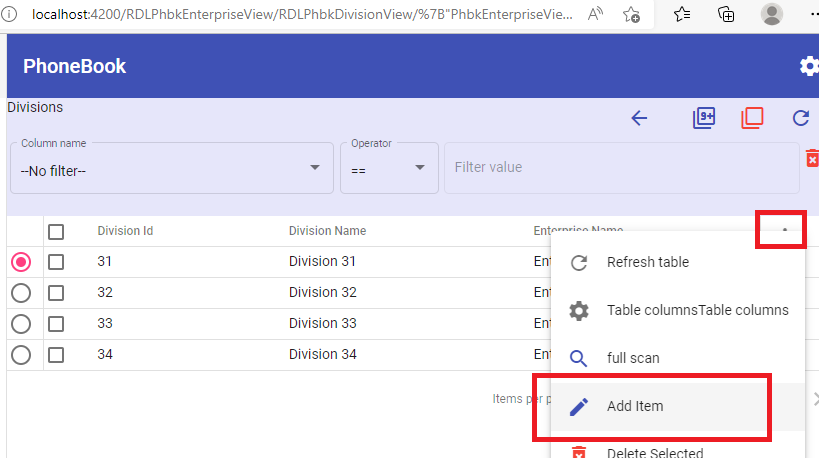 localhost:4200/RDLPhbkEnterpriseView/RDLPhbkDivisionView/%7B"PhbkEnterpriseVie...
PhoneBook
Divisions
9+
Column name
--No filter--
Operator
==
Filter value
Division Id Division Name Enterprise Name
31 Division 31 Ent
32 Division 32 Ent
33 Division 33 Ent
34 Division 34 Ent
Items per p
Refresh table
Table columnsTable columns
full scan
Add Item
Delete Selected